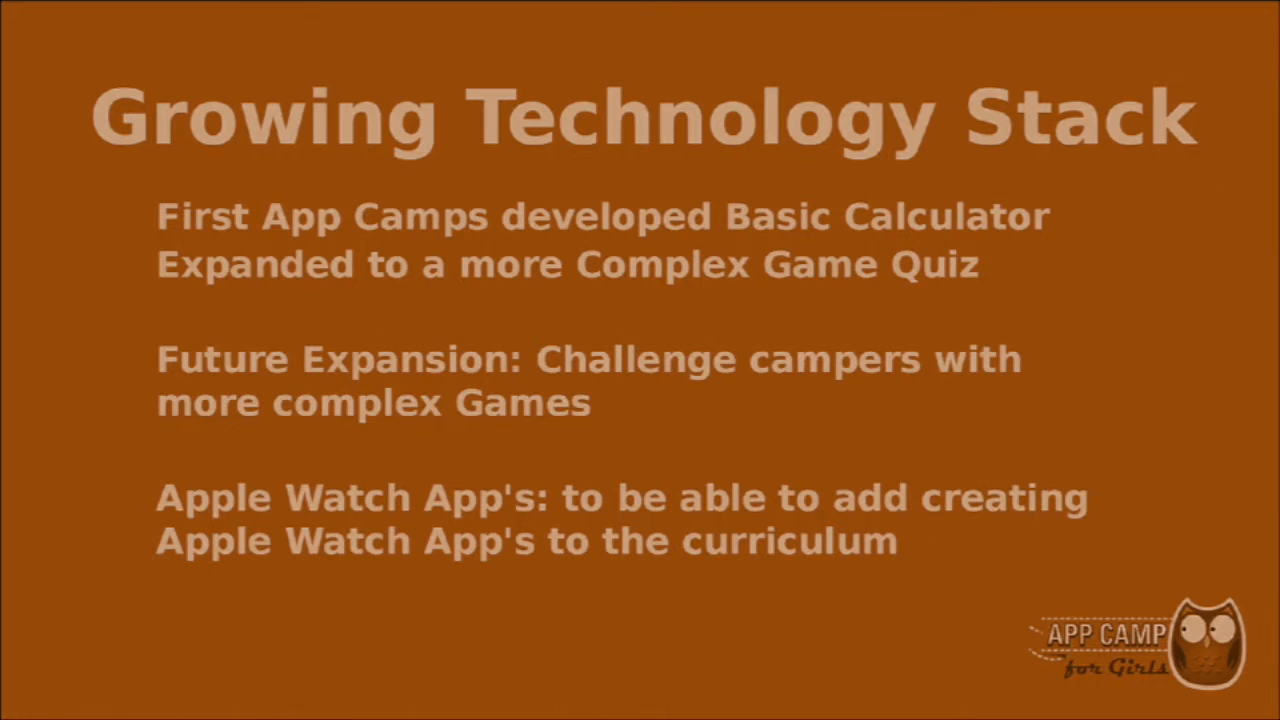 Growing Technology Stack
First App Camps developed Basic Calculator
Expanded to a more Complex Game Quiz
Future Expansion: Challenge campers with
more complex Games
Apple Watch App's: to be able to add creating
Apple Watch App's to the curriculum
APP CAMP
for Girls